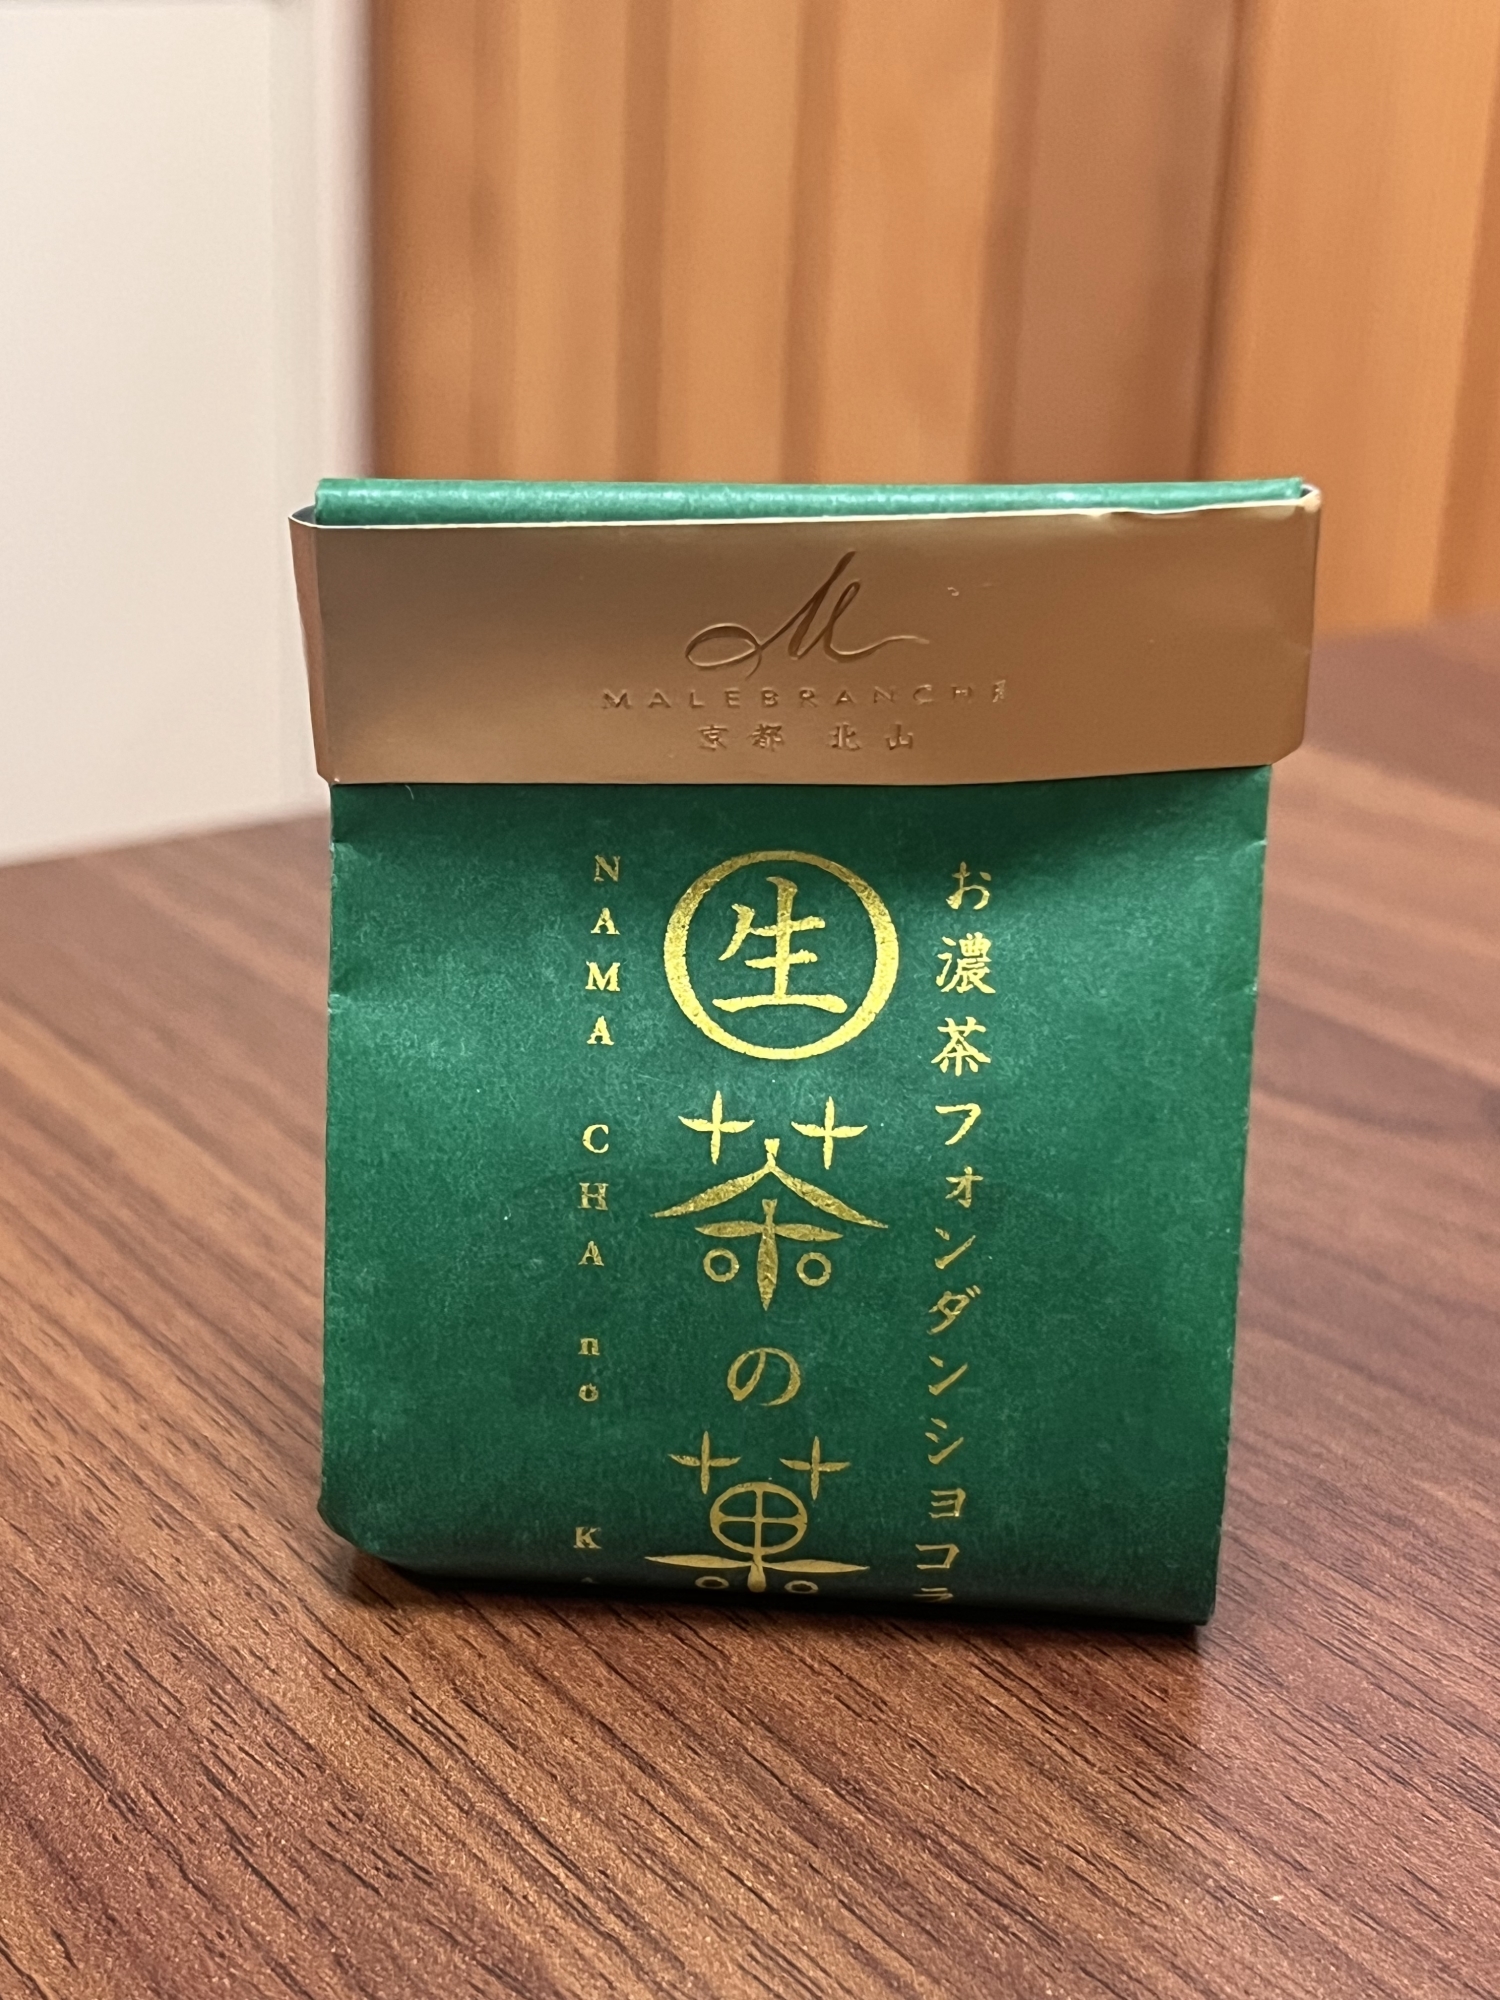 M
MALEBRANCHE
京都 北山
お濃茶フォンダンショコラ
生茶の菓
NAMA CHA no K